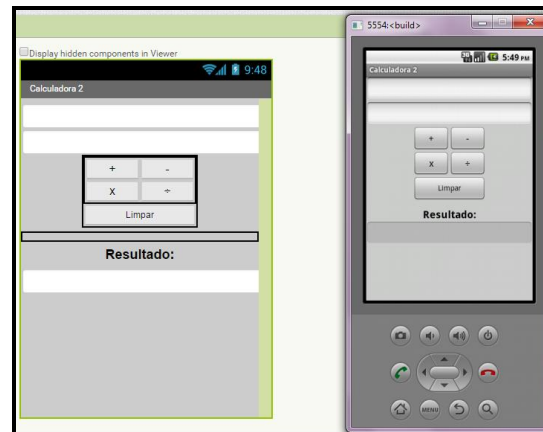 Display hidden components in Viewer
9:48
Calculadora 2
+ -
x ÷
Limpar
Resultado:
5554:<build>
5:49 PM
Calculadora 2
+ -
x ÷
Limpar
Resultado:
MENU